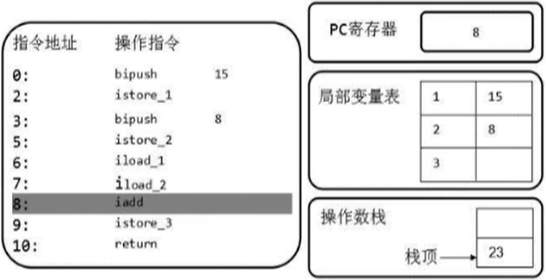 指令地址 操作指令
0: bipush 15
2: istore_1
3: bipush 8
5: istore_2
6: iload_1
7: iload_2
8: iadd
9: istore_3
10: return
PC寄存器 8
局部变量表
1 15
2 8
3
操作数栈
栈顶 23